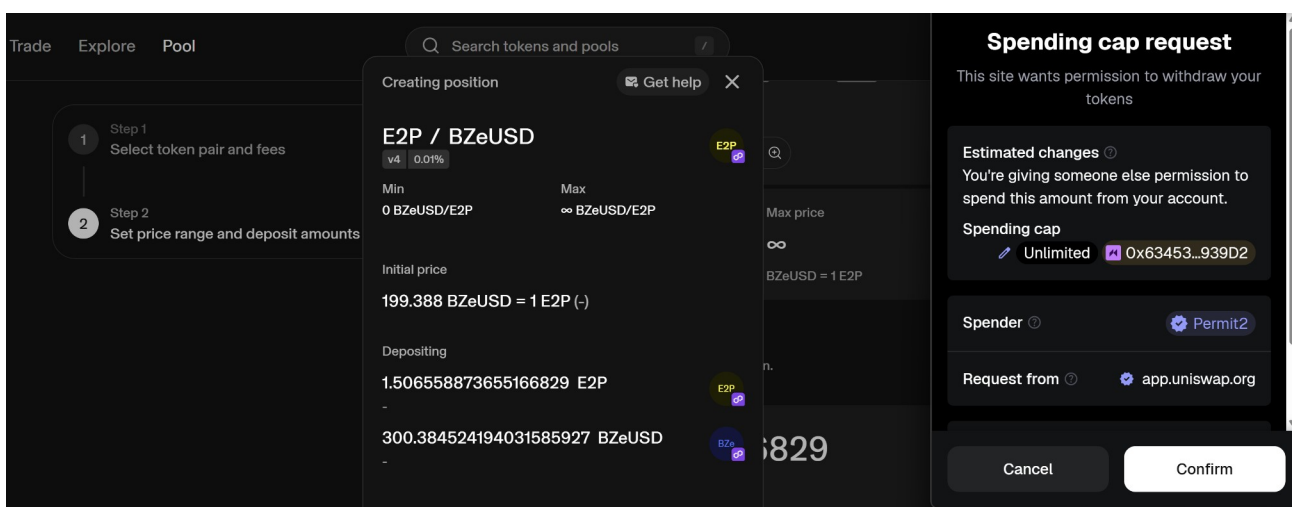 Trade Explore Pool
Search tokens and pools /
1
Step 1
Select token pair and fees
2
Step 2
Set price range and deposit amounts
Creating position
Get help
E2P / BZeUSD
E2P
v4 0.01%
Min Max
0 BZeUSD/E2P ∞ BZeUSD/E2P
Initial price
199.388 BZeUSD = 1 E2P (-)
Depositing
1.506558873655166829 E2P
E2P
-
300.384524194031585927 BZeUSD
BZe
-
Max price
∞
BZeUSD = 1 E2P
n.
6829
Spending cap request
This site wants permission to withdraw your
tokens
Estimated changes
You're giving someone else permission to
spend this amount from your account.
Spending cap
Unlimited 0x63453...939D2
Spender Permit2
Request from app.uniswap.org
Cancel Confirm